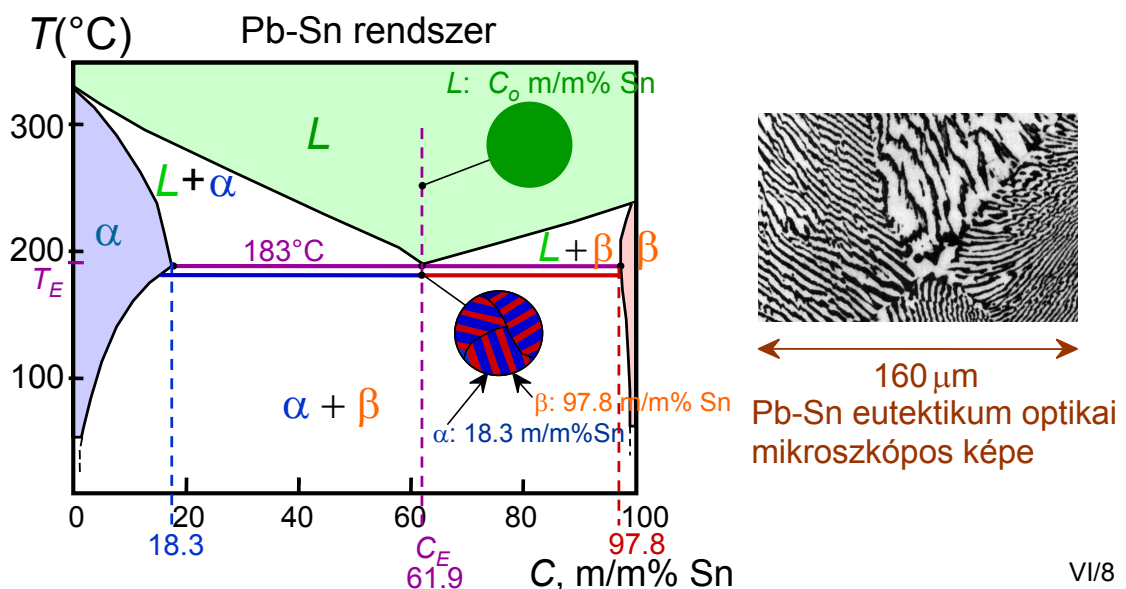 T(°C)
Pb-Sn rendszer
L: Co m/m% Sn
300
L
L+α
α
200
183°C
L+β
β
TE
100
α + β
β: 97.8 m/m% Sn
α: 18.3 m/m%Sn
0
20
40
60
80
100
18.3
CE
97.8
61.9
C, m/m% Sn
160 μm
Pb-Sn eutektikum optikai
mikroszkópos képe
VI/8